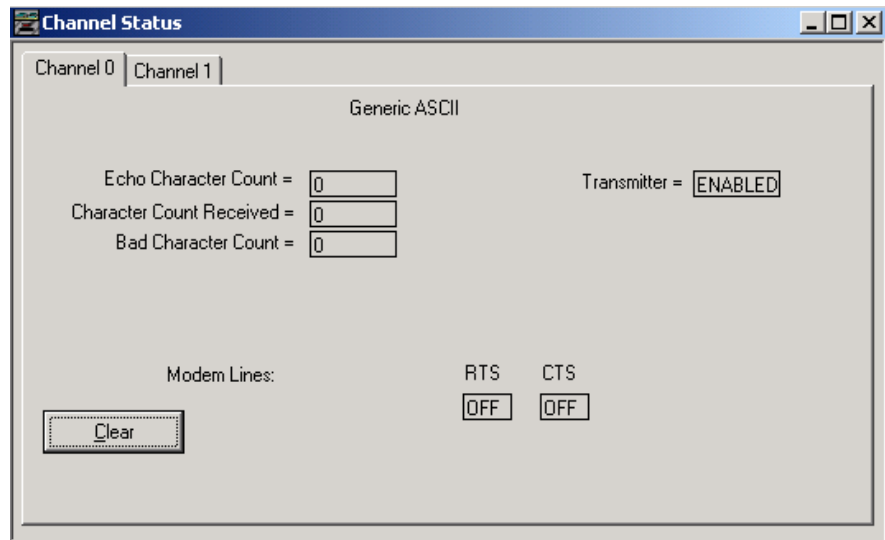 Channel Status
Channel 0 Channel 1
Generic ASCII
Echo Character Count = 0
Transmitter = ENABLED
Character Count Received = 0
Bad Character Count = 0
Modem Lines: RTS CTS
OFF OFF
Clear